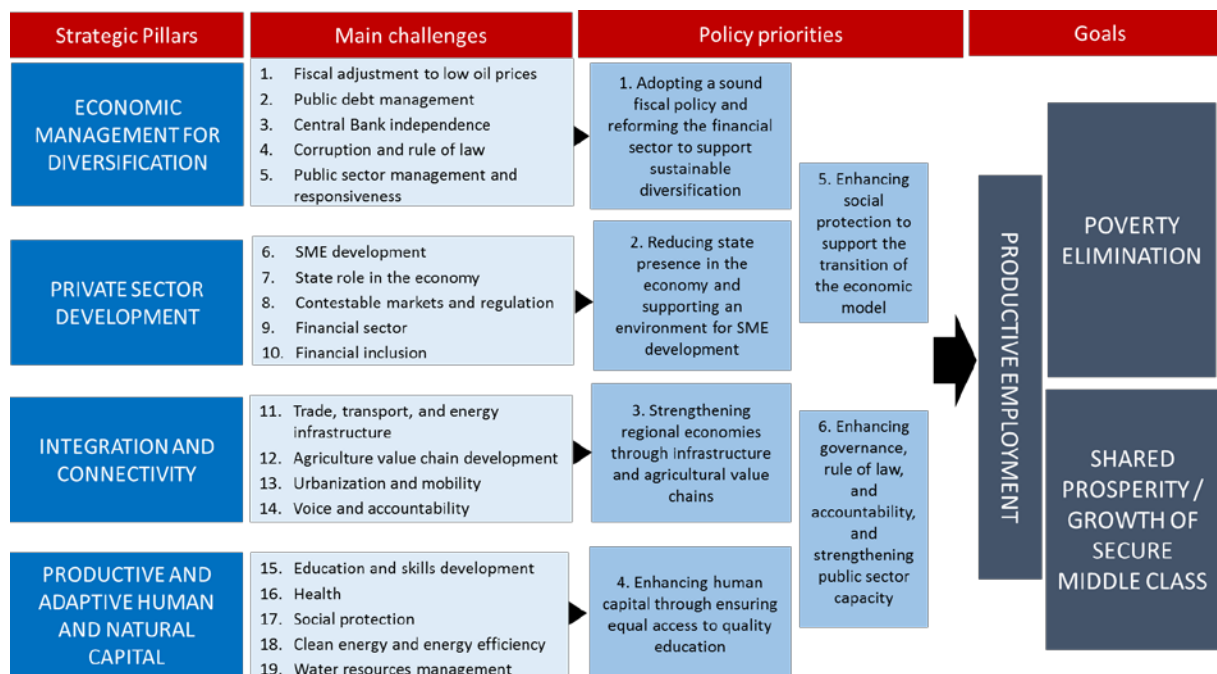 Strategic Pillars
Main challenges
Policy priorities
Goals
ECONOMIC
MANAGEMENT FOR
DIVERSIFICATION
1. Fiscal adjustment to low oil prices
2. Public debt management
3. Central Bank independence
4. Corruption and rule of law
5. Public sector management and
responsiveness
1. Adopting a sound
fiscal policy and
reforming the financial
sector to support
sustainable
diversification
PRIVATE SECTOR
DEVELOPMENT
6. SME development
7. State role in the economy
8. Contestable markets and regulation
9. Financial sector
10. Financial inclusion
2. Reducing state
presence in the
economy and
supporting an
environment for SME
development
INTEGRATION AND
CONNECTIVITY
11. Trade, transport, and energy
infrastructure
12. Agriculture value chain development
13. Urbanization and mobility
14. Voice and accountability
3. Strengthening
regional economies
through infrastructure
and agricultural value
chains
PRODUCTIVE AND
ADAPTIVE HUMAN
AND NATURAL
CAPITAL
15. Education and skills development
16. Health
17. Social protection
18. Clean energy and energy efficiency
19. Water resources management
4. Enhancing human
capital through ensuring
equal access to quality
education
5. Enhancing
social
protection to
support the
transition of
the economic
model
6. Enhancing
governance,
rule of law,
and
accountability,
and
strengthening
public sector
capacity
PRODUCTIVE EMPLOYMENT
POVERTY
ELIMINATION
SHARED
PROSPERITY /
GROWTH OF
SECURE
MIDDLE CLASS